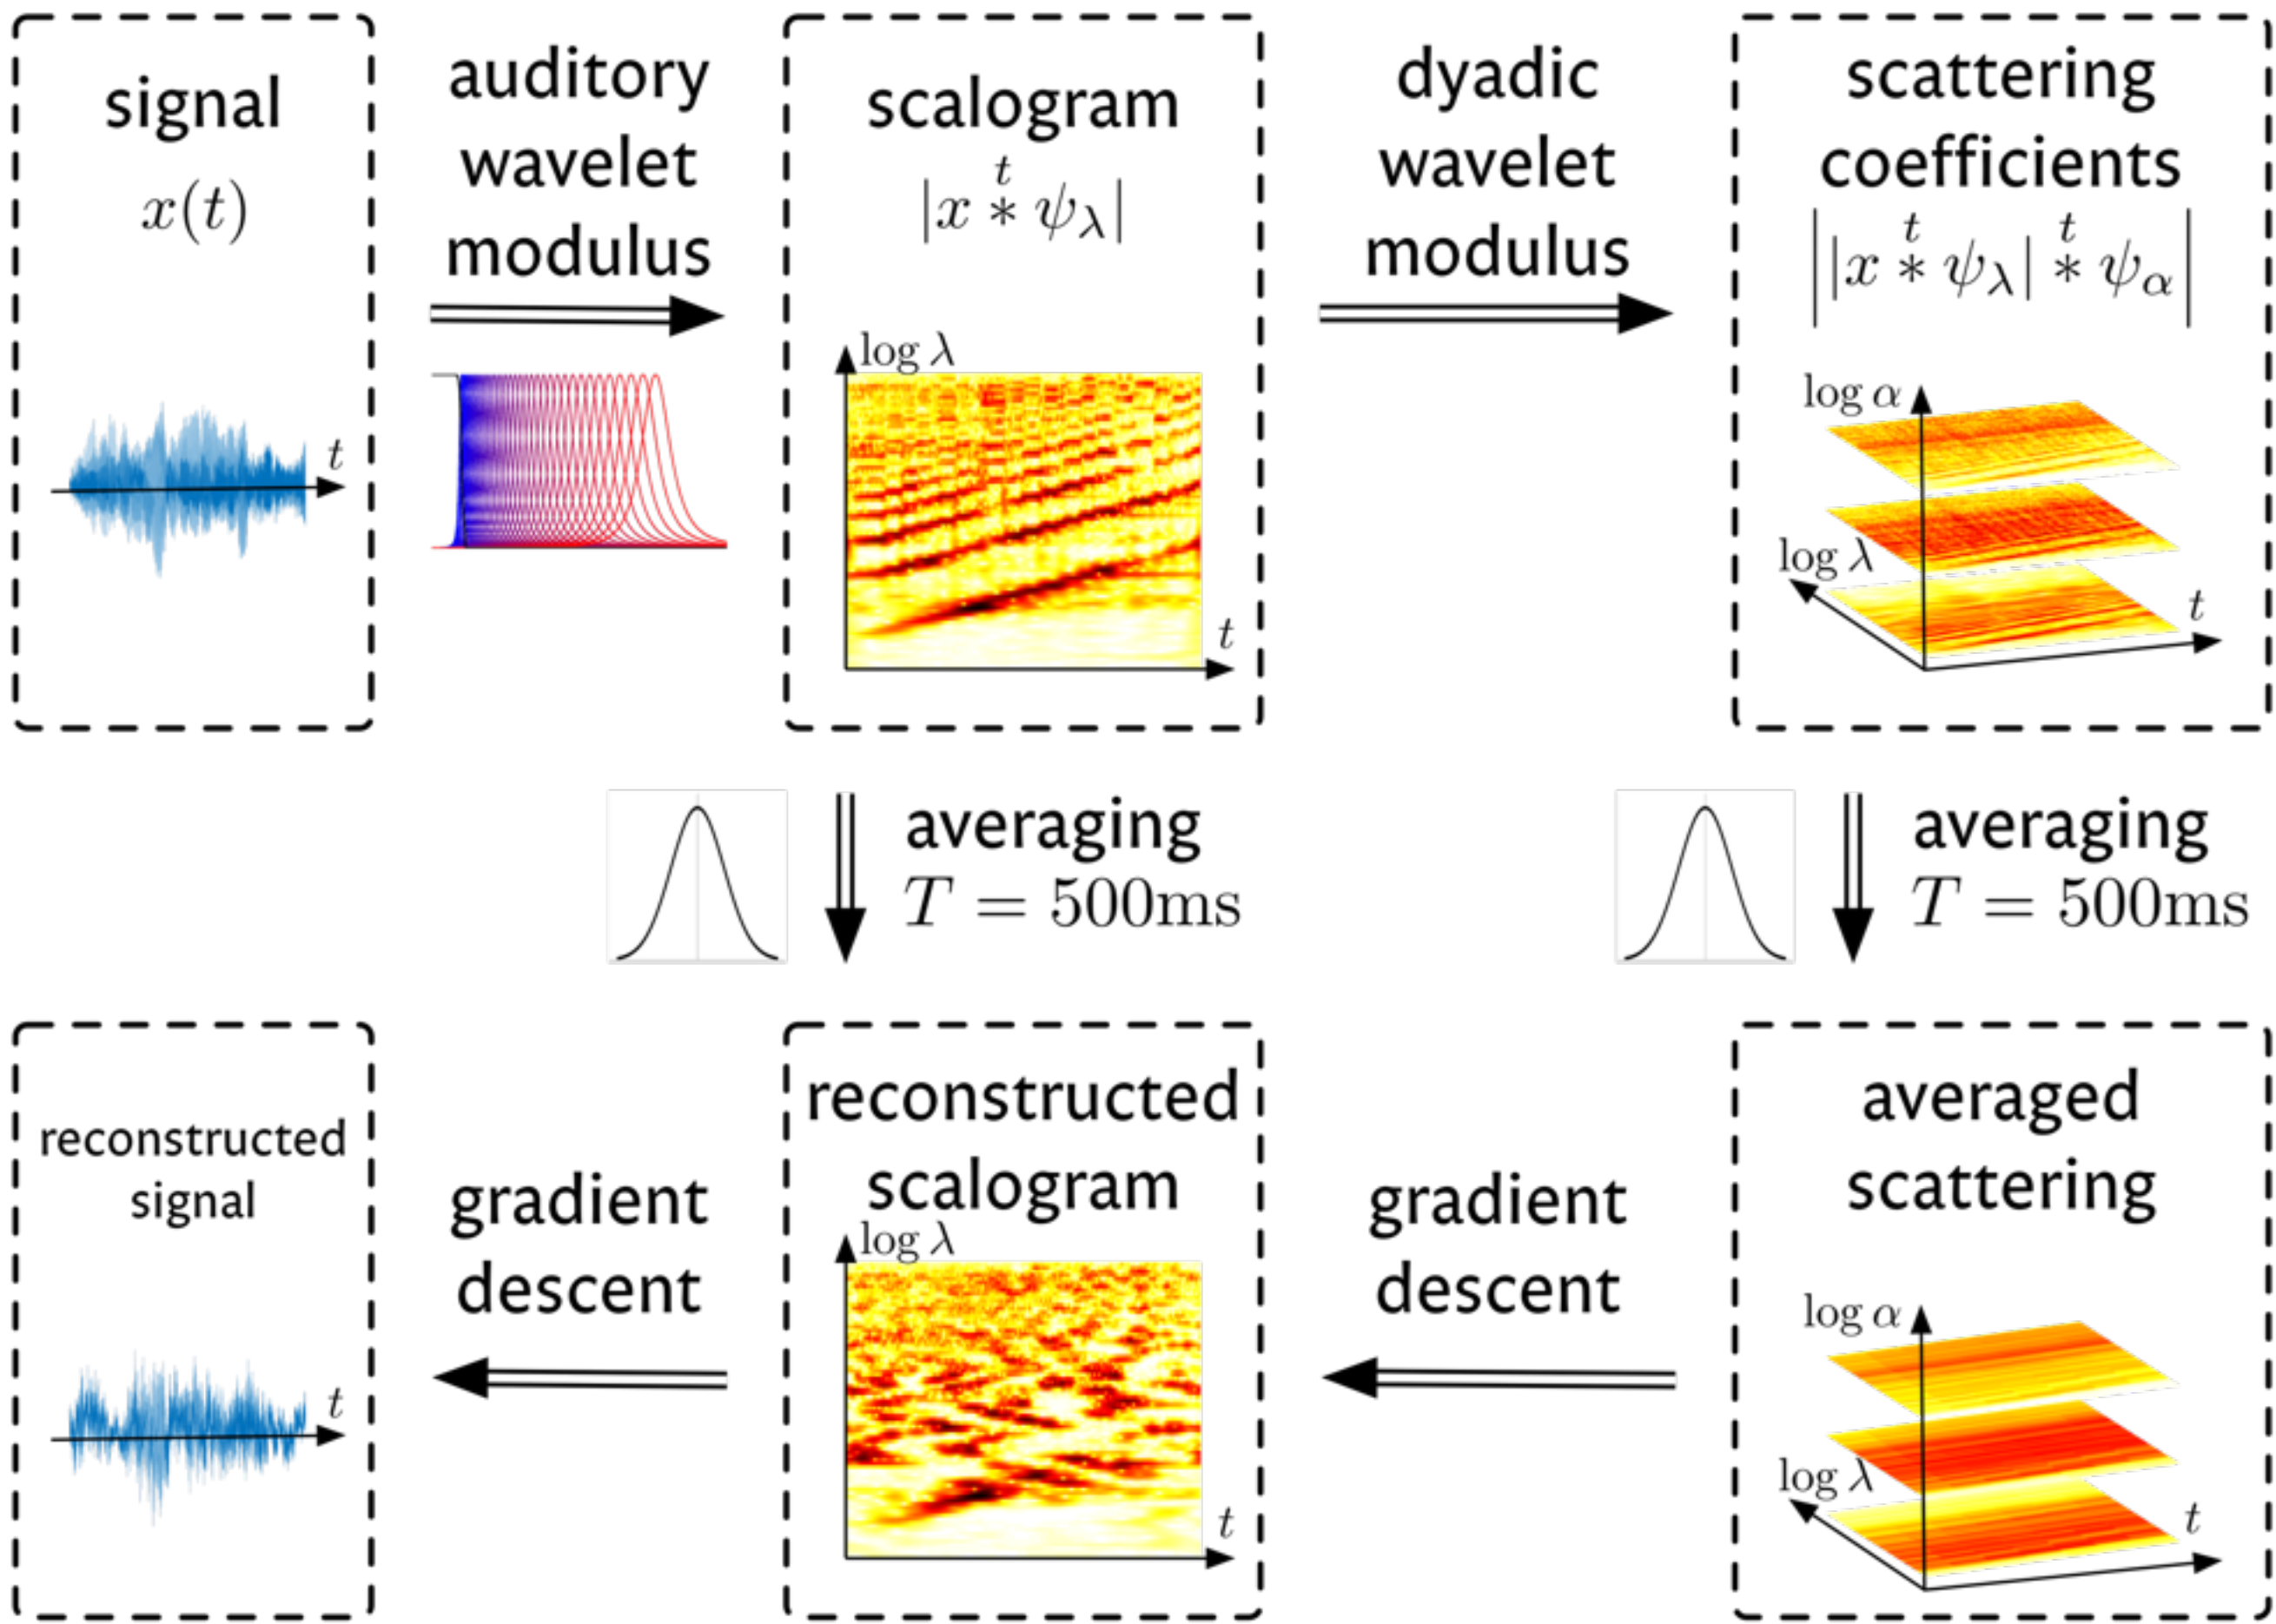 signal
x(t)
auditory
wavelet
modulus
scalogram
t
|x * ψλ|
log λ
t
dyadic
wavelet
modulus
scattering
coefficients
t t
||x * ψλ| * ψα|
log α
log λ
t
t
averaging
T = 500ms
averaging
T = 500ms
reconstructed
signal
t
gradient
descent
reconstructed
scalogram
log λ
t
gradient
descent
averaged
scattering
log α
log λ
t